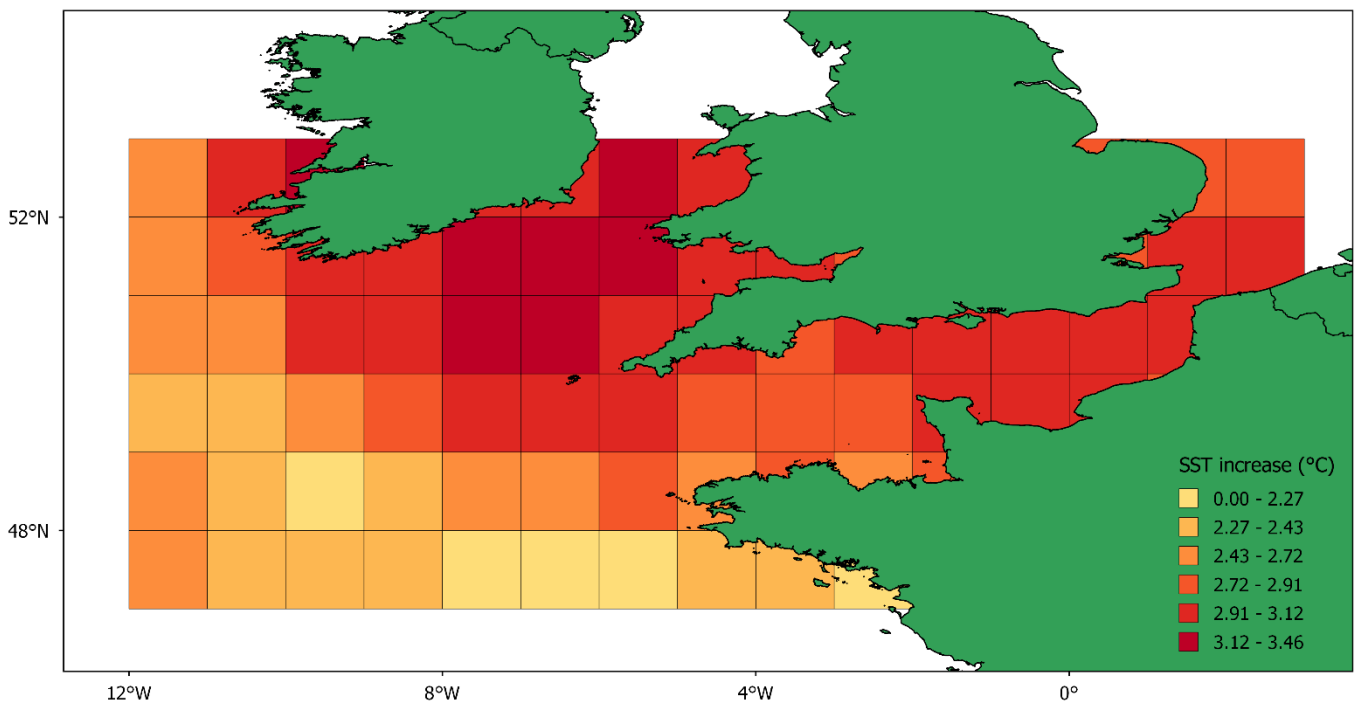 52°N
48°N
SST increase (°C)
0.00 - 2.27
2.27 - 2.43
2.43 - 2.72
2.72 - 2.91
2.91 - 3.12
3.12 - 3.46
12°W 8°W 4°W 0°